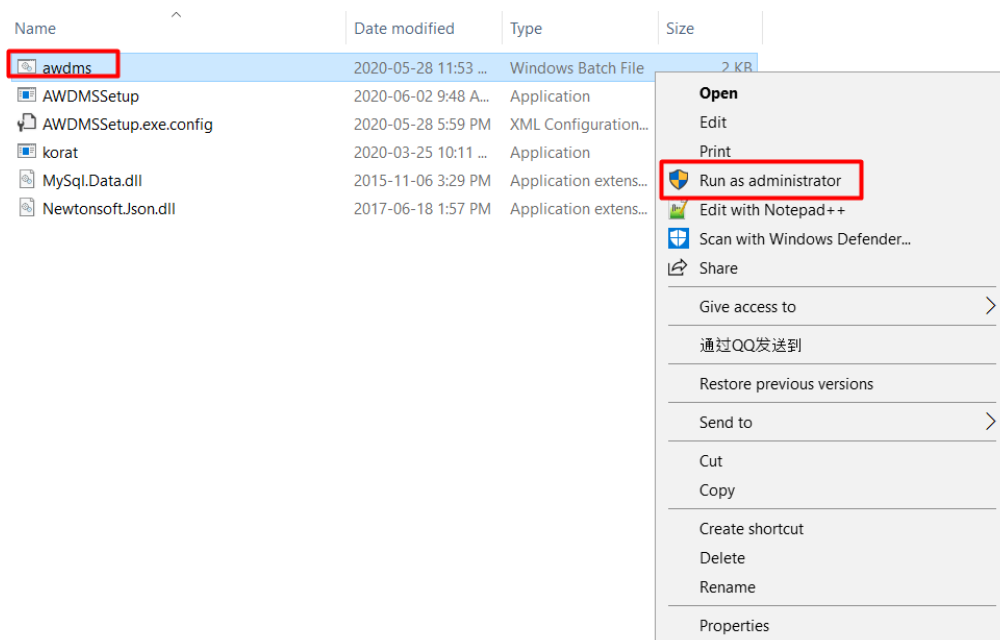 Name Date modified Type Size
awdms 2020-05-28 11:53 ... Windows Batch File 2 KB
AWDMSSetup 2020-06-02 9:48 A... Application
AWDMSSetup.exe.config 2020-05-28 5:59 PM XML Configuration...
korat 2020-03-25 10:11 ... Application
MySql.Data.dll 2015-11-06 3:29 PM Application extens...
Newtonsoft.Json.dll 2017-06-18 1:57 PM Application extens...
Open
Edit
Print
Run as administrator
Edit with Notepad++
Scan with Windows Defender...
Share
Give access to
通过QQ发送到
Restore previous versions
Send to
Cut
Copy
Create shortcut
Delete
Rename
Properties